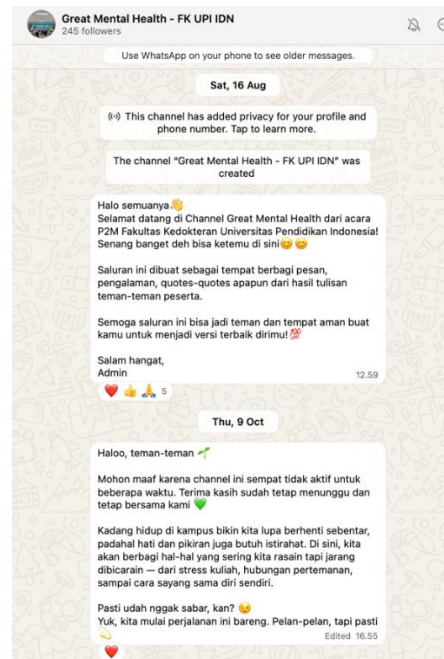 Great Mental Health - FK UPI IDN
245 followers
Use WhatsApp on your phone to see older messages.
Sat, 16 Aug
This channel has added privacy for your profile and
phone number. Tap to learn more.
The channel “Great Mental Health - FK UPI IDN” was
created
Halo semuanya👋
Selamat datang di Channel Great Mental Health dari acara
P2M Fakultas Kedokteran Universitas Pendidikan Indonesia!
Senang banget deh bisa ketemu di sini😊😊
Saluran ini dibuat sebagai tempat berbagi pesan,
pengalaman, quotes-quotes apapun dari hasil tulisan
teman-teman peserta.
Semoga saluran ini bisa jadi teman dan tempat aman buat
kamu untuk menjadi versi terbaik dirimu!💯
Salam hangat,
Admin
12.59
❤️👍🙏 5
Thu, 9 Oct
Haloo, teman-teman 🌱
Mohon maaf karena channel ini sempat tidak aktif untuk
beberapa waktu. Terima kasih sudah tetap menunggu dan
tetap bersama kami 💚
Kadang hidup di kampus bikin kita lupa berhenti sebentar,
padahal hati dan pikiran juga butuh istirahat. Di sini, kita
akan berbagi hal-hal yang sering kita rasain tapi jarang
dibicarain — dari stress kuliah, hubungan pertemanan,
sampai cara sayang sama diri sendiri.
Pasti udah nggak sabar, kan? 😉
Yuk, kita mulai perjalanan ini bareng. Pelan-pelan, tapi pasti
💫
Edited 16.55
❤️